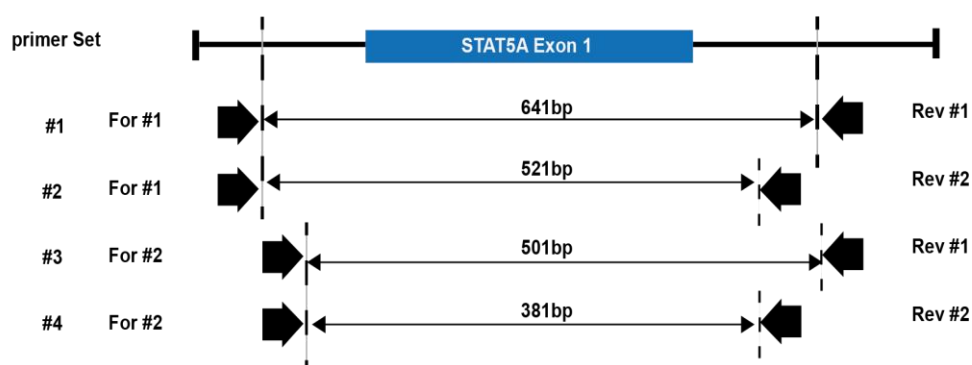 primer Set STAT5A Exon 1
#1 For #1 641bp Rev #1
#2 For #1 521bp Rev #2
#3 For #2 501bp Rev #1
#4 For #2 381bp Rev #2